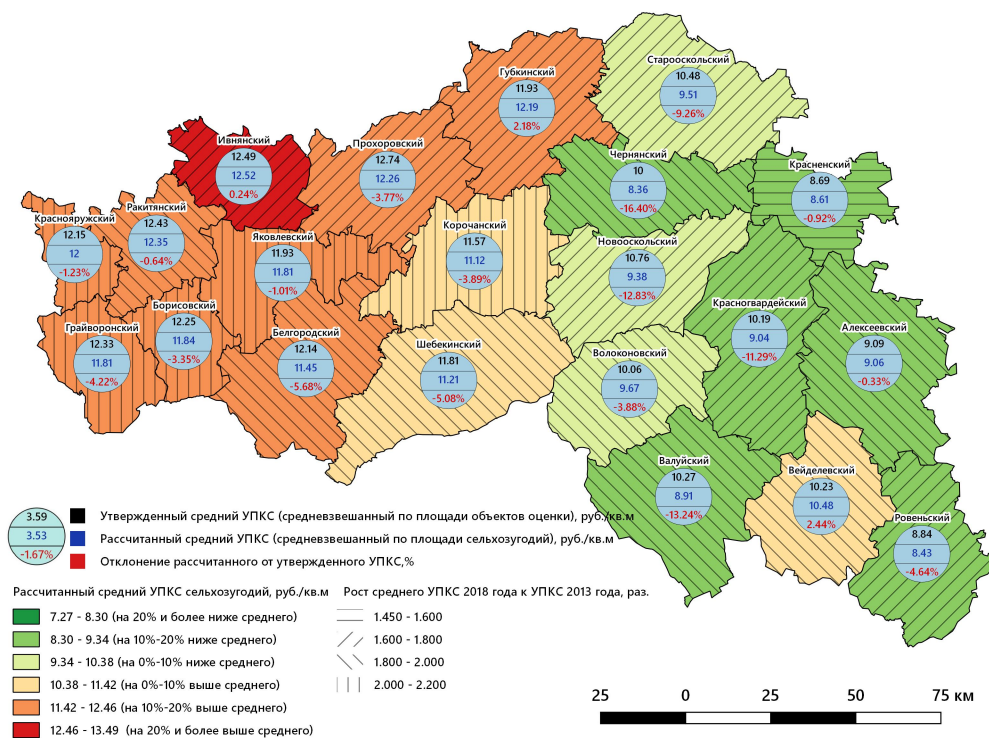 Старооскольский
10.48
9.51
-9.26%
Губкинский
11.93
12.19
2.18%
Ивнянский
12.49
12.52
0.24%
Прохоровский
12.74
12.26
-3.77%
Чернянский
10
8.36
-16.40%
Красненский
8.69
8.61
-0.92%
Ракитянский
12.43
12.35
-0.64%
Краснояружский
12.15
12
-1.23%
Яковлевский
11.93
11.81
-1.01%
Корочанский
11.57
11.12
-3.89%
Новооскольский
10.76
9.38
-12.83%
Борисовский
12.25
11.84
-3.35%
Красногвардейский
10.19
9.04
-11.29%
Грайворонский
12.33
11.81
-4.22%
Белгородский
12.14
11.45
-5.68%
Шебекинский
11.81
11.21
-5.08%
Волоконовский
10.06
9.67
-3.88%
Алексеевский
9.09
9.06
-0.33%
Валуйский
10.27
8.91
-13.24%
Вейделевский
10.23
10.48
2.44%
Ровеньский
8.84
8.43
-4.64%
3.59
3.53
-1.67%
Утвержденный средний УПКС (средневзвешанный по площади объектов оценки), руб./кв.м
Рассчитанный средний УПКС (средневзвешанный по площади сельхозугодий), руб./кв.м
Отклонение рассчитанного от утвержденного УПКС,%
Рассчитанный средний УПКС сельхозугодий, руб./кв.м
7.27 - 8.30 (на 20% и более ниже среднего)
8.30 - 9.34 (на 10%-20% ниже среднего)
9.34 - 10.38 (на 0%-10% ниже среднего)
10.38 - 11.42 (на 0%-10% выше среднего)
11.42 - 12.46 (на 10%-20% выше среднего)
12.46 - 13.49 (на 20% и более выше среднего)
Рост среднего УПКС 2018 года к УПКС 2013 года, раз.
1.450 - 1.600
1.600 - 1.800
1.800 - 2.000
2.000 - 2.200
25 0 25 50 75 км